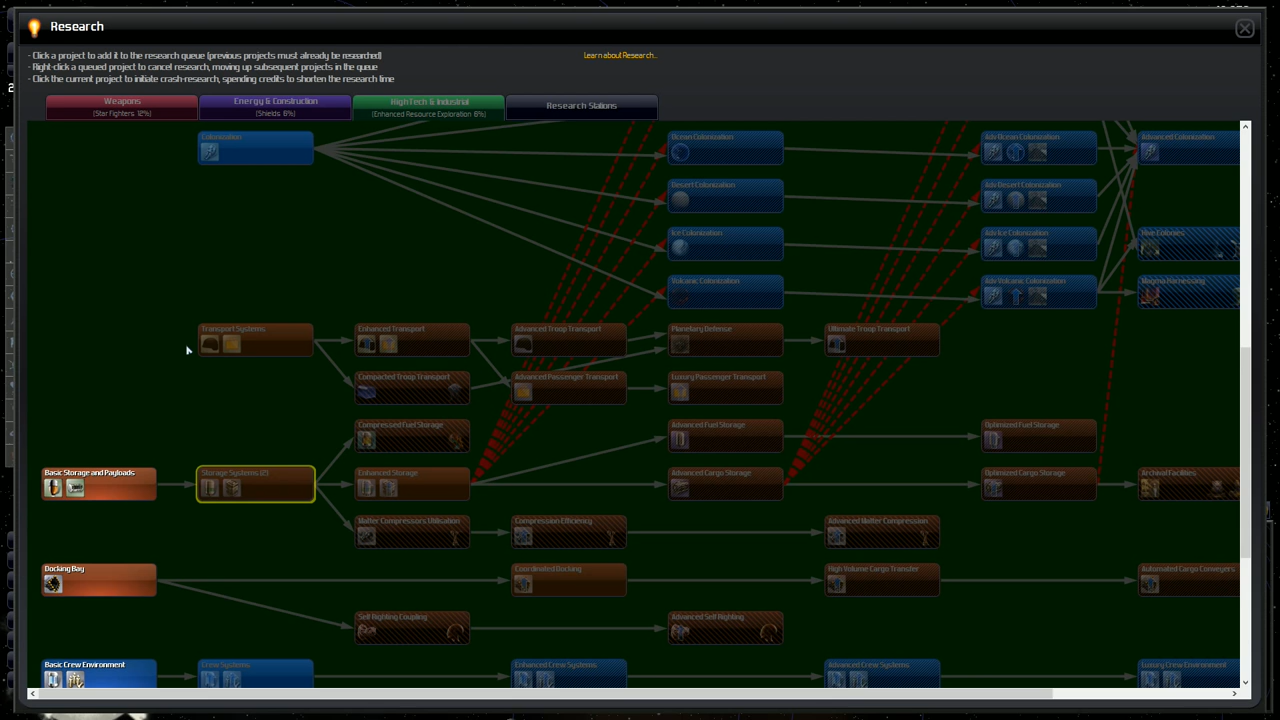 Research
- Click a project to add it to the research queue (previous projects must already be researched)
Learn about Research...
- Right-click a queued project to cancel research, moving up subsequent projects in the queue
- Click the current project to initiate crash-research, spending credits to shorten the research time
Weapons
(Star Fighters: 12%)
Energy & Construction
(Shields: 6%)
HighTech & Industrial
(Enhanced Resource Exploration: 6%)
Research Stations
Colonization
Ocean Colonization
Adv Ocean Colonization
Advanced Colonization
Desert Colonization
Adv Desert Colonization
Ice Colonization
Adv Ice Colonization
Hive Colonies
Volcanic Colonization
Adv Volcanic Colonization
Magma Harnessing
Transport Systems
Enhanced Transport
Advanced Troop Transport
Planetary Defense
Ultimate Troop Transport
Compacted Troop Transport
Advanced Passenger Transport
Luxury Passenger Transport
Compressed Fuel Storage
Advanced Fuel Storage
Optimized Fuel Storage
Basic Storage and Payloads
Storage Systems (2)
Enhanced Storage
Advanced Cargo Storage
Optimized Cargo Storage
Archival Facilities
Matter Compressors Utilisation
Compression Efficiency
Advanced Matter Compression
Docking Bay
Coordinated Docking
High Volume Cargo Transfer
Automated Cargo Conveyers
Self Righting Coupling
Advanced Self Righting
Basic Crew Environment
Crew Systems
Enhanced Crew Systems
Advanced Crew Systems
Luxury Crew Environment